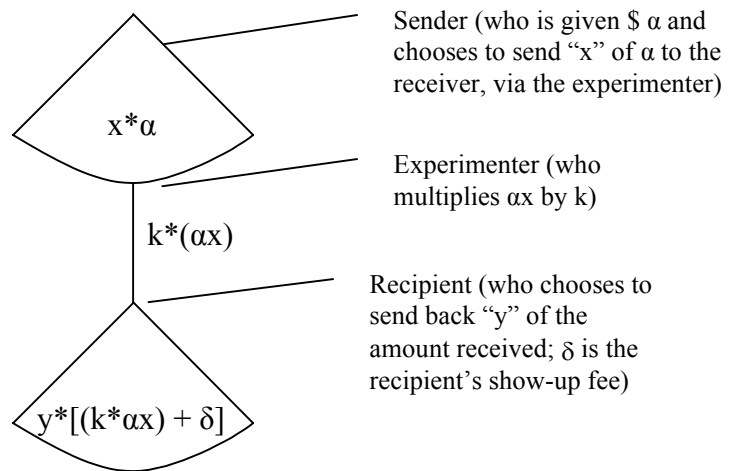 Sender (who is given $ α and
chooses to send “x” of α to the
receiver, via the experimenter)
x*α
Experimenter (who
multiplies αx by k)
k*(αx)
Recipient (who chooses to
send back “y” of the
amount received; δ is the
recipient’s show-up fee)
y*[(k*αx) + δ]